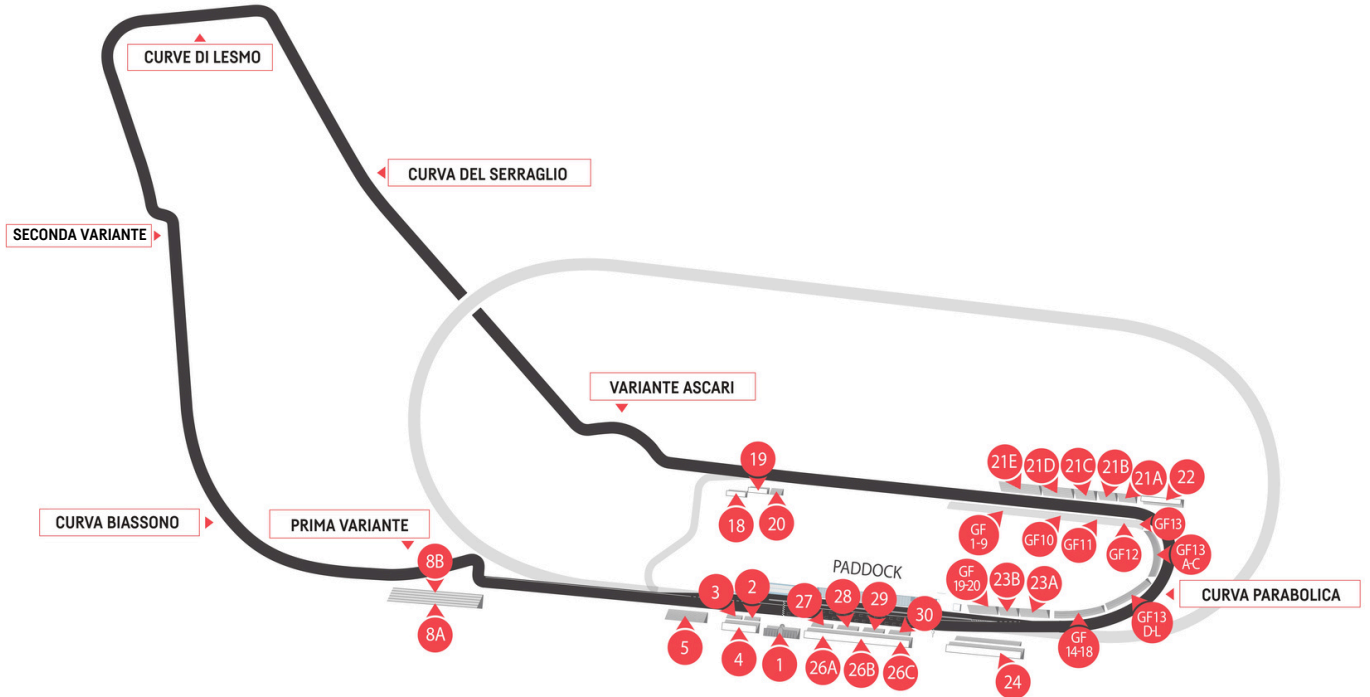 CURVE DI LESMO
CURVA DEL SERRAGLIO
SECONDA VARIANTE
VARIANTE ASCARI
19
21E
21D
21C
21B
21A
22
18
20
CURVA BIASSONO
PRIMA VARIANTE
GF
1-9
GF10
GF11
GF12
GF13
GF13
A-C
8B
PADDOCK
GF
19-20
23B
23A
CURVA PARABOLICA
3
2
27
28
29
30
GF13
D-L
8A
5
4
1
26A
26B
26C
GF
14-18
24